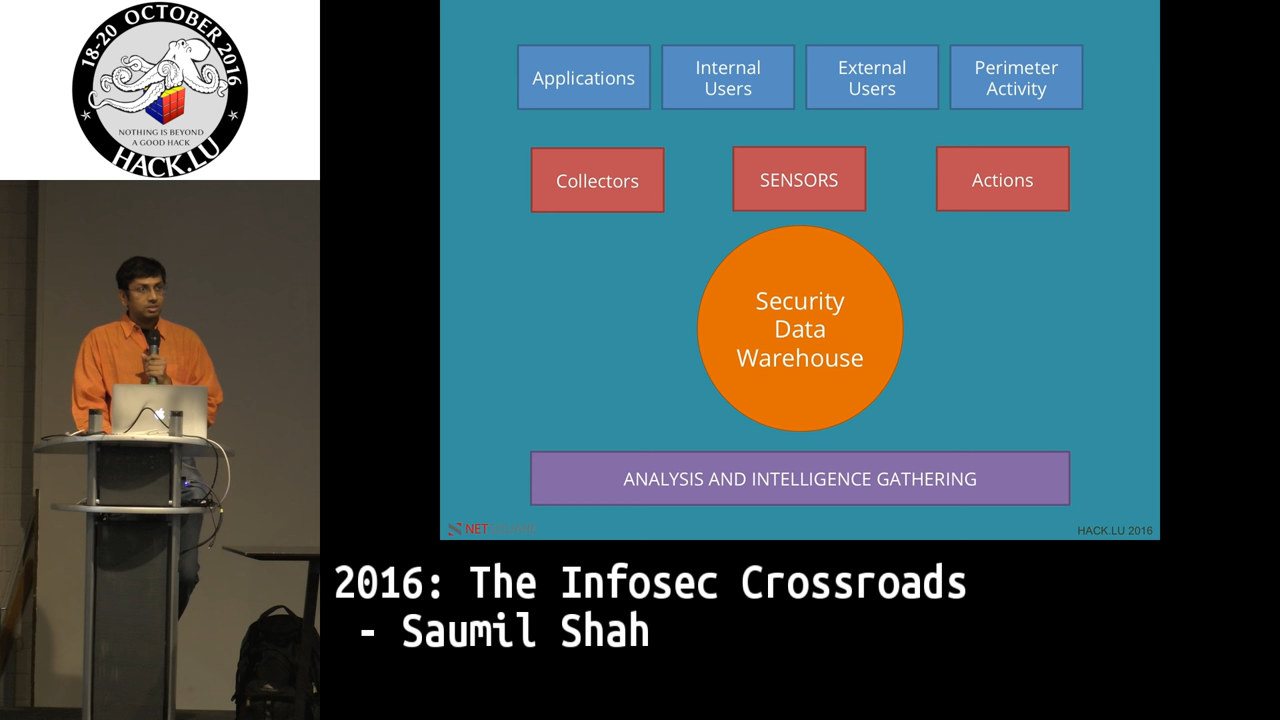 18-20 OCTOBER 2016
NOTHING IS BEYOND
A GOOD HACK
HACK.LU
Applications
Internal
Users
External
Users
Perimeter
Activity
Collectors
SENSORS
Actions
Security
Data
Warehouse
ANALYSIS AND INTELLIGENCE GATHERING
NET
HACK.LU 2016
2016: The Infosec Crossroads
- Saumil Shah